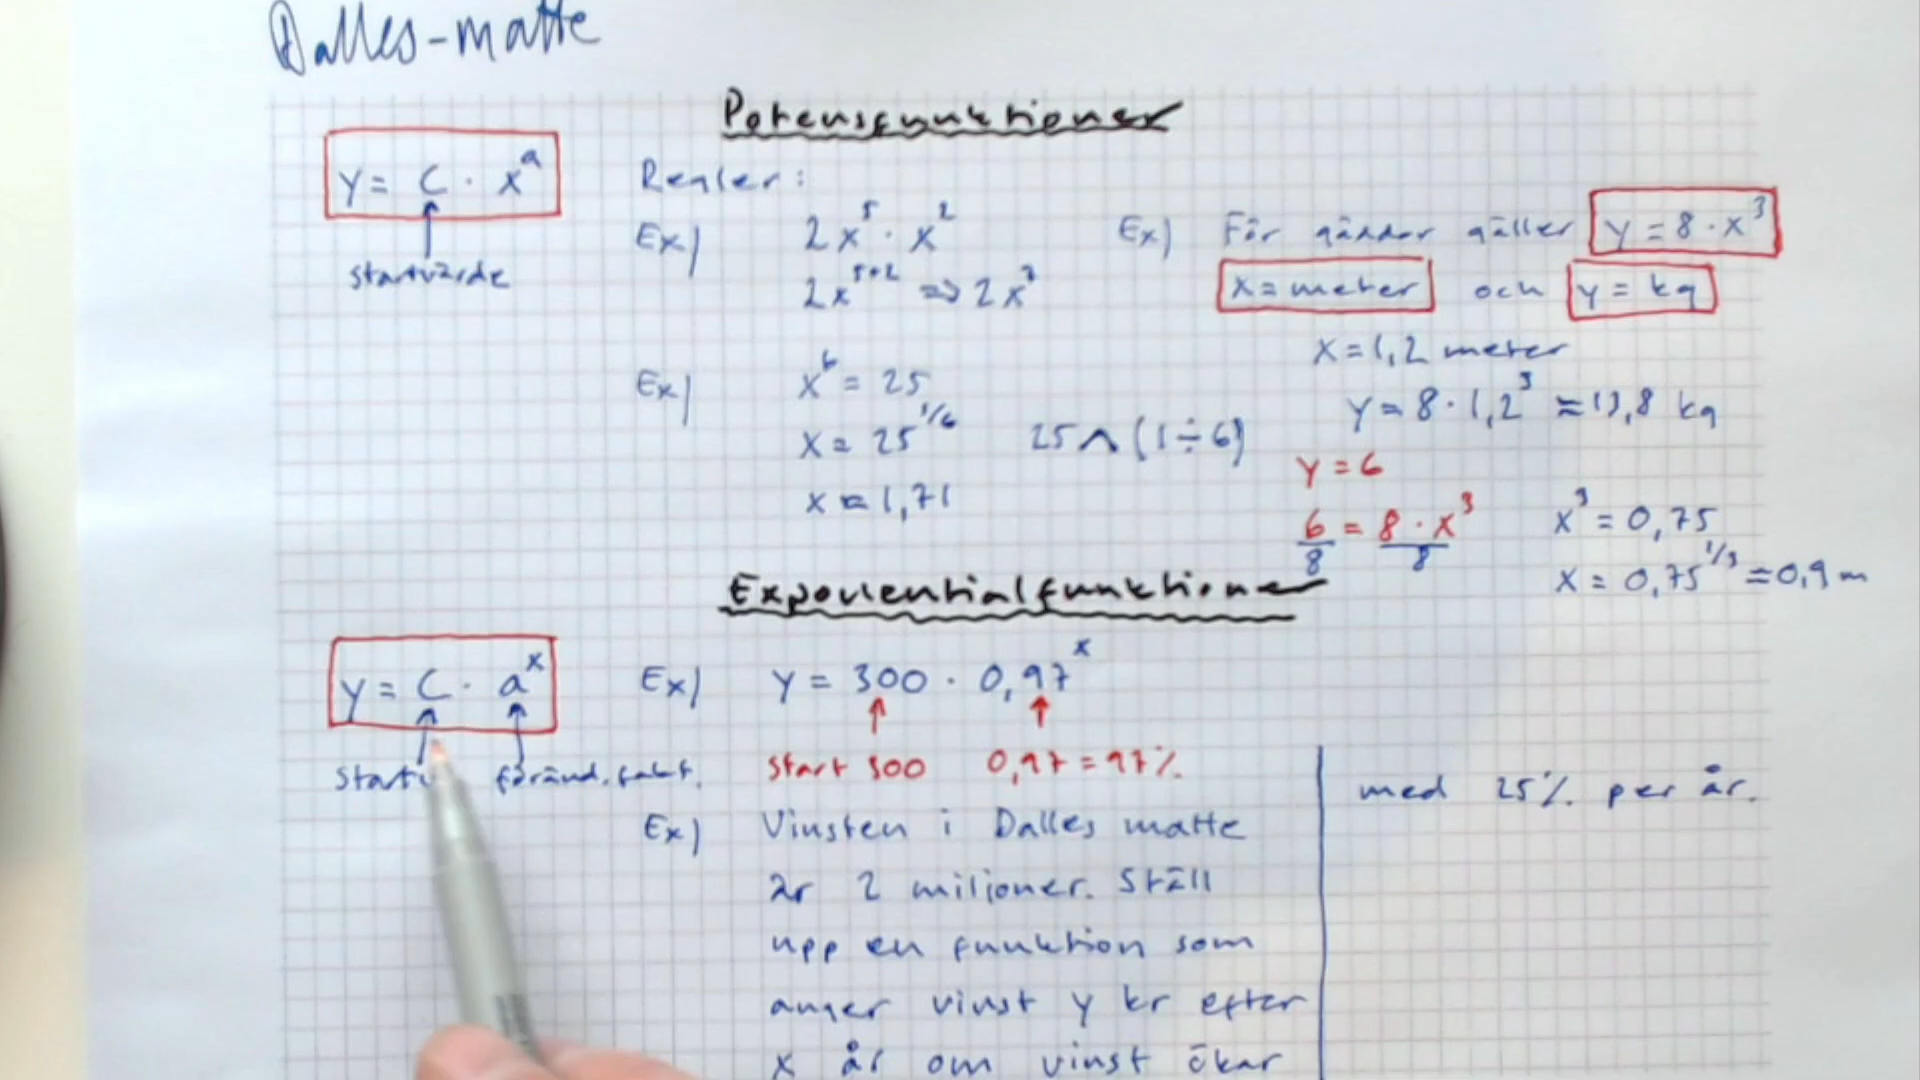 Dalles-matte
Potensfunktioner
y = C · x^a
startvärde
Regler:
Ex) 2x^5 · x^2
2x^5+2 => 2x^7
Ex) x^6 = 25
x = 25^1/6 25^(1÷6)
x ≈ 1,71
Ex) För gäddor gäller y = 8 · x^3
x = meter och y = kg
x = 1,2 meter
y = 8 · 1,2^3 ≈ 13,8 kg
y = 6
6/8 = 8 · x^3/8
x^3 = 0,75
x = 0,75^1/3 ≈ 0,9 m
Exponentialfunktioner
y = C · a^x
Startv föränd.fakt.
Ex) y = 300 · 0,97^x
Start 300 0,97 = 97%
Ex) Vinsten i Dalles matte
är 2 miljoner. Ställ
upp en funktion som
anger vinst y kr efter
x år om vinst ökar
med 25% per år.